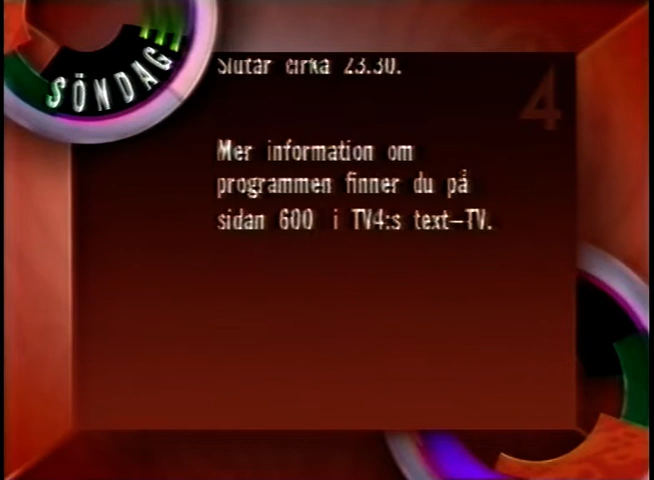 SÖNDAG
Slutar cirka 23.30.
4
Mer information om
programmen finner du på
sidan 600 i TV4:s text-TV.